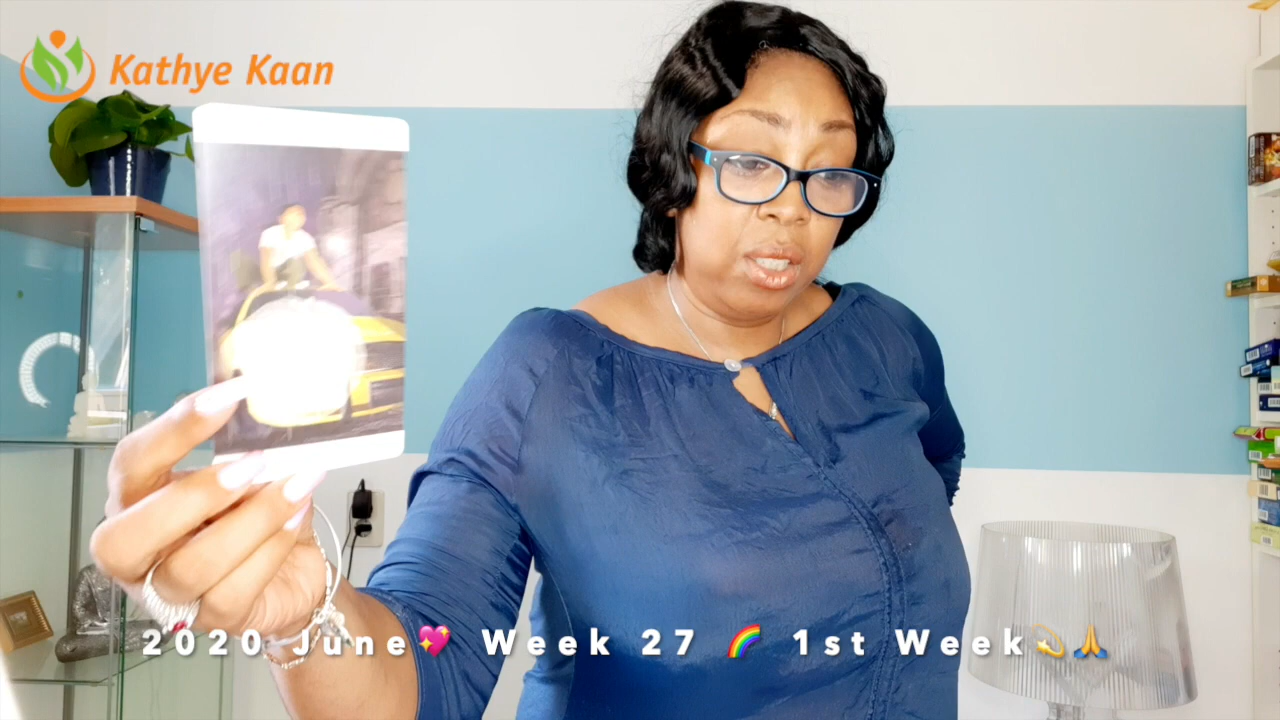 Kathye Kaan
2020 June💖 Week 27 🌈 1st Week💫🙏